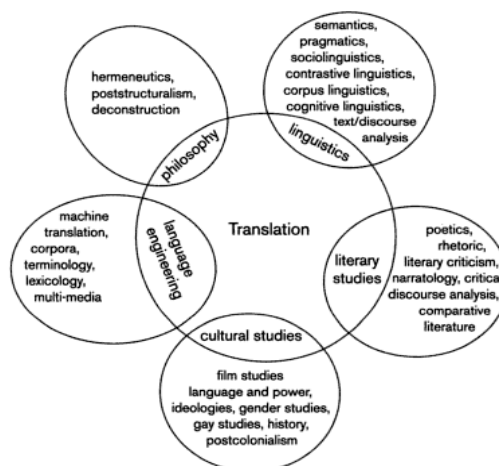 semantics,
pragmatics,
sociolinguistics,
contrastive linguistics,
corpus linguistics,
cognitive linguistics,
text/discourse
analysis
linguistics
hermeneutics,
poststructuralism,
deconstruction
philosophy
Translation
machine
translation,
corpora,
terminology,
lexicology,
multi-media
language
engineering
literary
studies
poetics,
rhetoric,
literary criticism,
narratology, critical
discourse analysis,
comparative
literature
cultural studies
film studies
language and power,
ideologies, gender studies,
gay studies, history,
postcolonialism